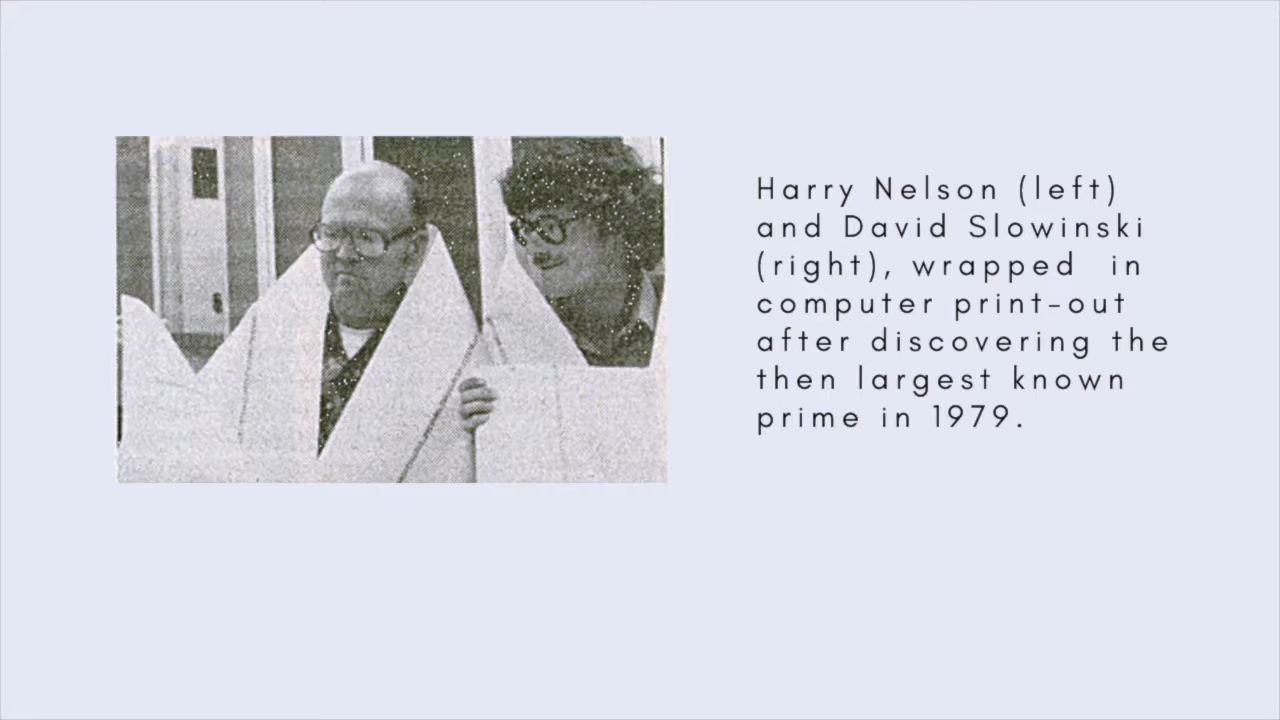 Harry Nelson (left)
and David Slowinski
(right), wrapped in
computer print-out
after discovering the
then largest known
prime in 1979.